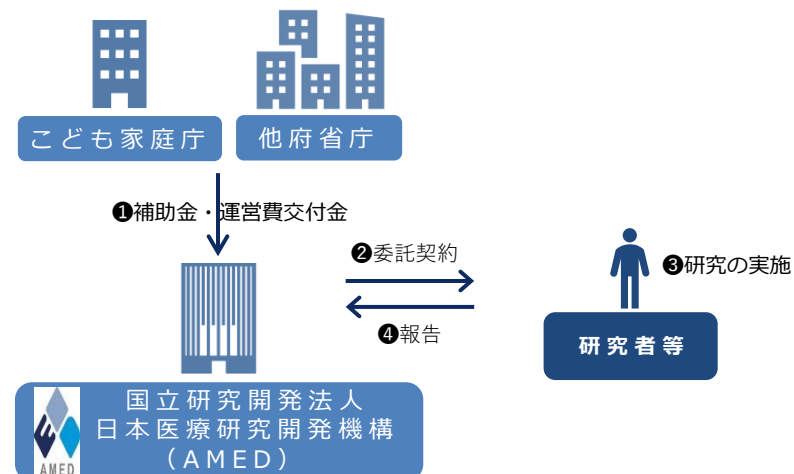 こども家庭庁
他府省庁
❶補助金・運営費交付金
❷委託契約
❸研究の実施
❹報告
研究者等
国立研究開発法人
日本医療研究開発機構
（AMED）
AMED